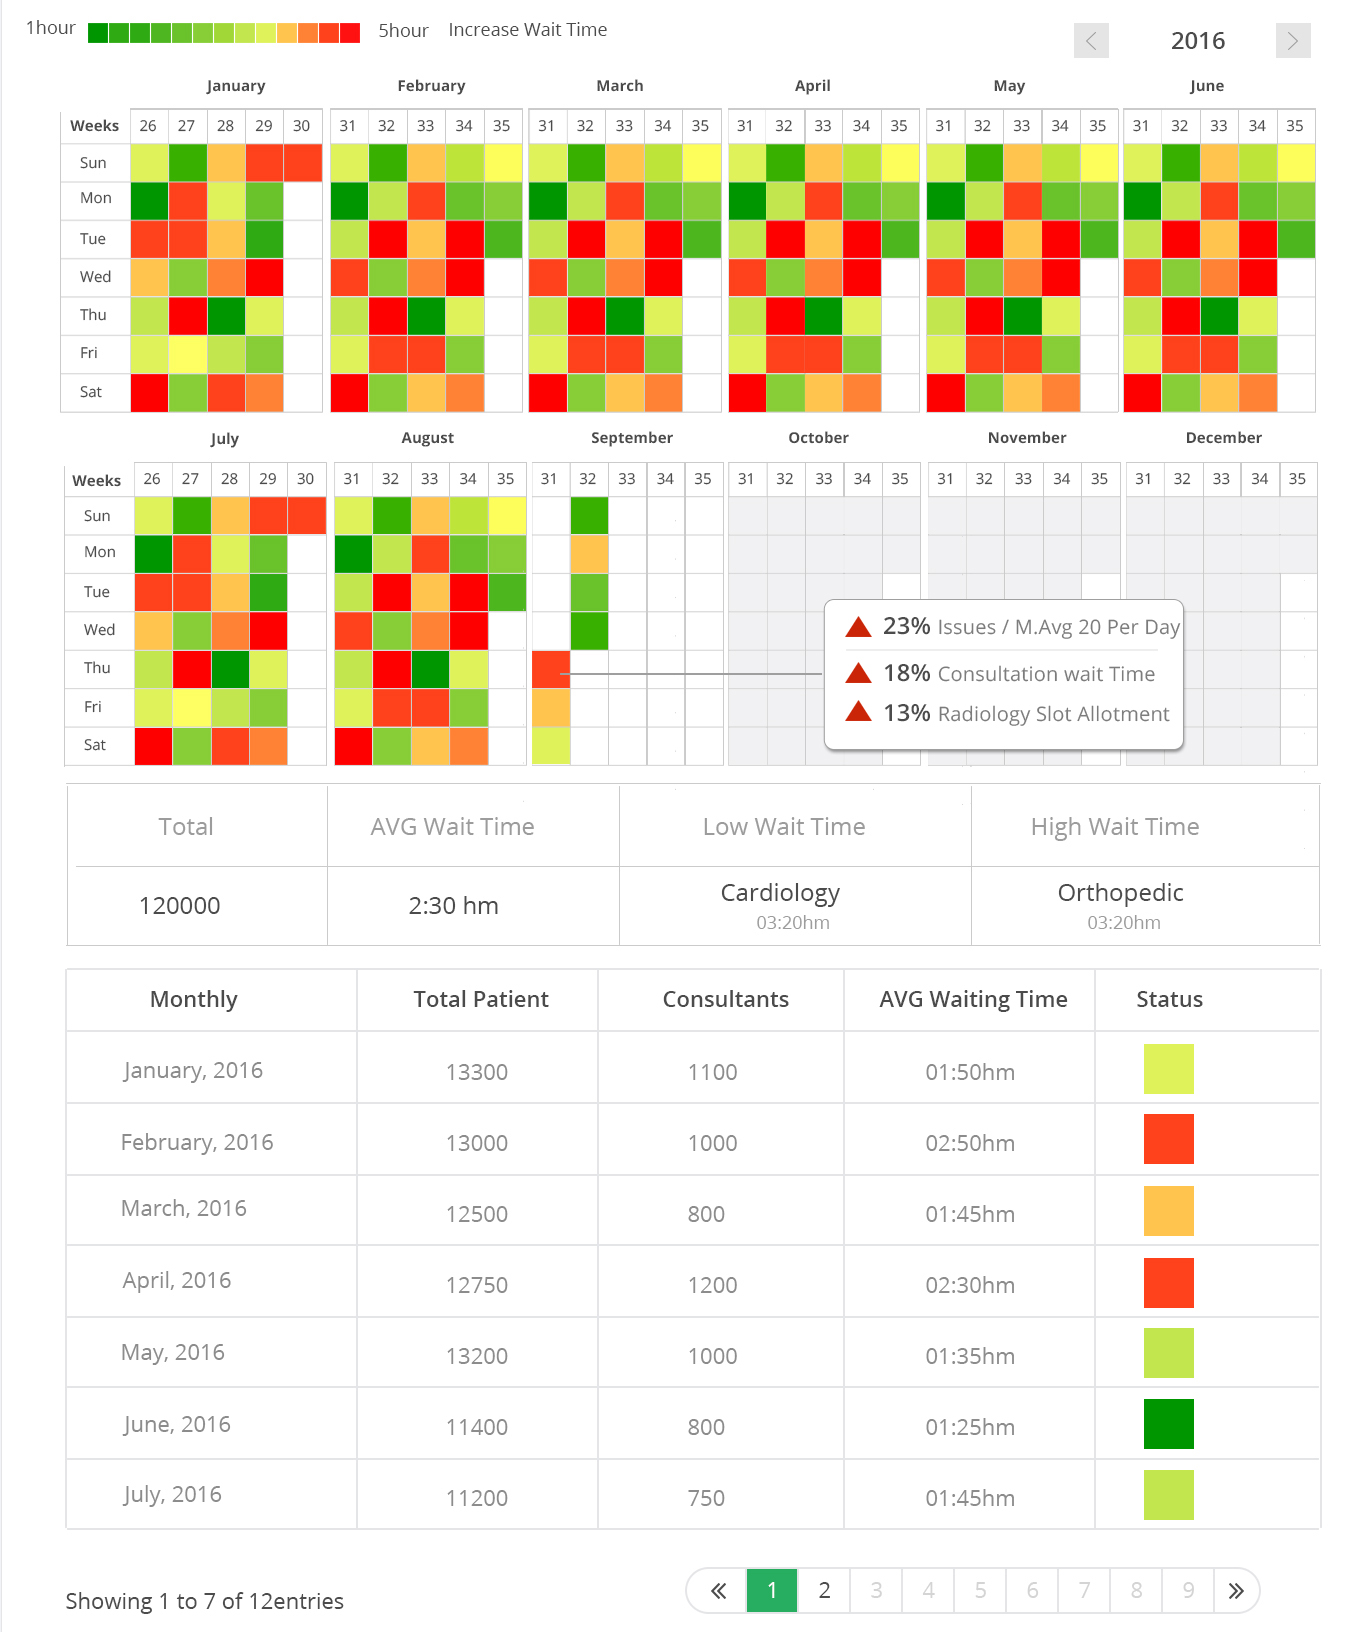 1hour 5hour Increase Wait Time
< 2016 >
January February March April May June
Weeks 26 27 28 29 30 31 32 33 34 35 31 32 33 34 35 31 32 33 34 35 31 32 33 34 35 31 32 33 34 35
Sun
Mon
Tue
Wed
Thu
Fri
Sat
July August September October November December
Weeks 26 27 28 29 30 31 32 33 34 35 31 32 33 34 35 31 32 33 34 35 31 32 33 34 35 31 32 33 34 35
Sun
Mon
Tue
Wed
Thu
Fri
Sat
23% Issues / M.Avg 20 Per Day
18% Consultation wait Time
13% Radiology Slot Allotment
Total AVG Wait Time Low Wait Time High Wait Time
120000 2:30 hm Cardiology Orthopedic
03:20hm 03:20hm
Monthly Total Patient Consultants AVG Waiting Time Status
January, 2016 13300 1100 01:50hm
February, 2016 13000 1000 02:50hm
March, 2016 12500 800 01:45hm
April, 2016 12750 1200 02:30hm
May, 2016 13200 1000 01:35hm
June, 2016 11400 800 01:25hm
July, 2016 11200 750 01:45hm
Showing 1 to 7 of 12entries « 1 2 3 4 5 6 7 8 9 »